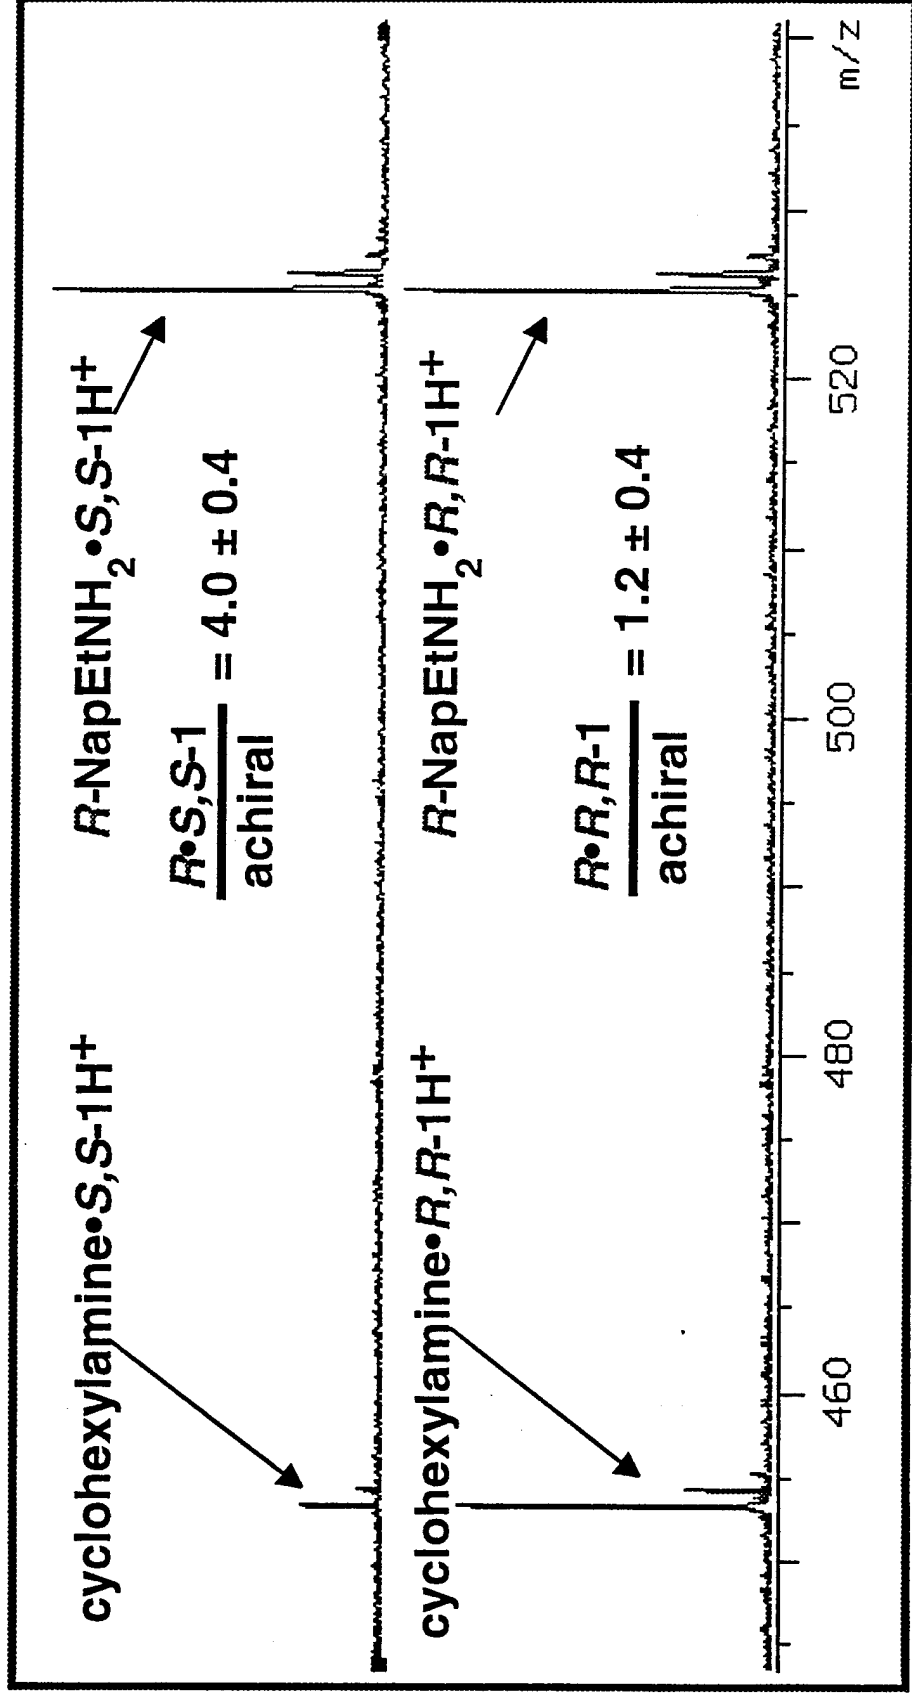 cyclohexylamine•S,S-1H+
R-NapEtNH2•S,S-1H+
R•S,S-1
achiral
= 4.0 ± 0.4
cyclohexylamine•R,R-1H+
R-NapEtNH2•R,R-1H+
R•R,R-1
achiral
= 1.2 ± 0.4
460 480 500 520 m/z